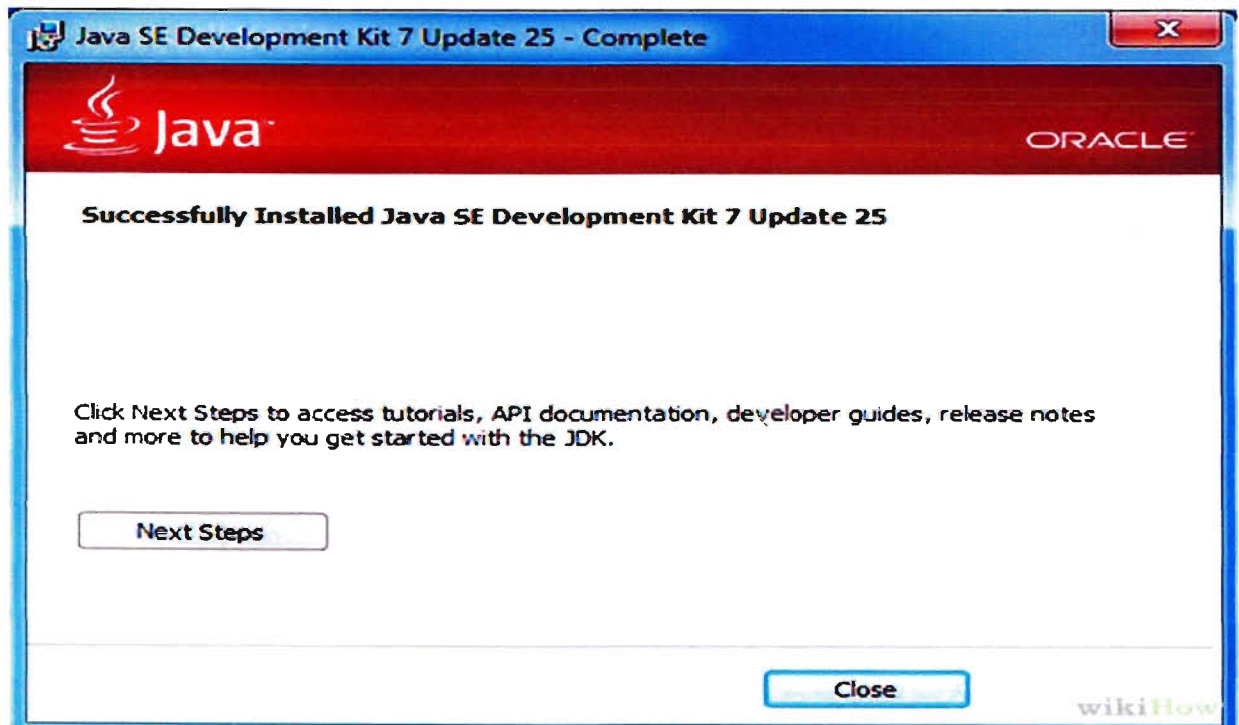 Java SE Development Kit 7 Update 25 - Complete
Java
ORACLE
Successfully Installed Java SE Development Kit 7 Update 25
Click Next Steps to access tutorials, API documentation, developer guides, release notes
and more to help you get started with the JDK.
Next Steps
Close
wikiHow